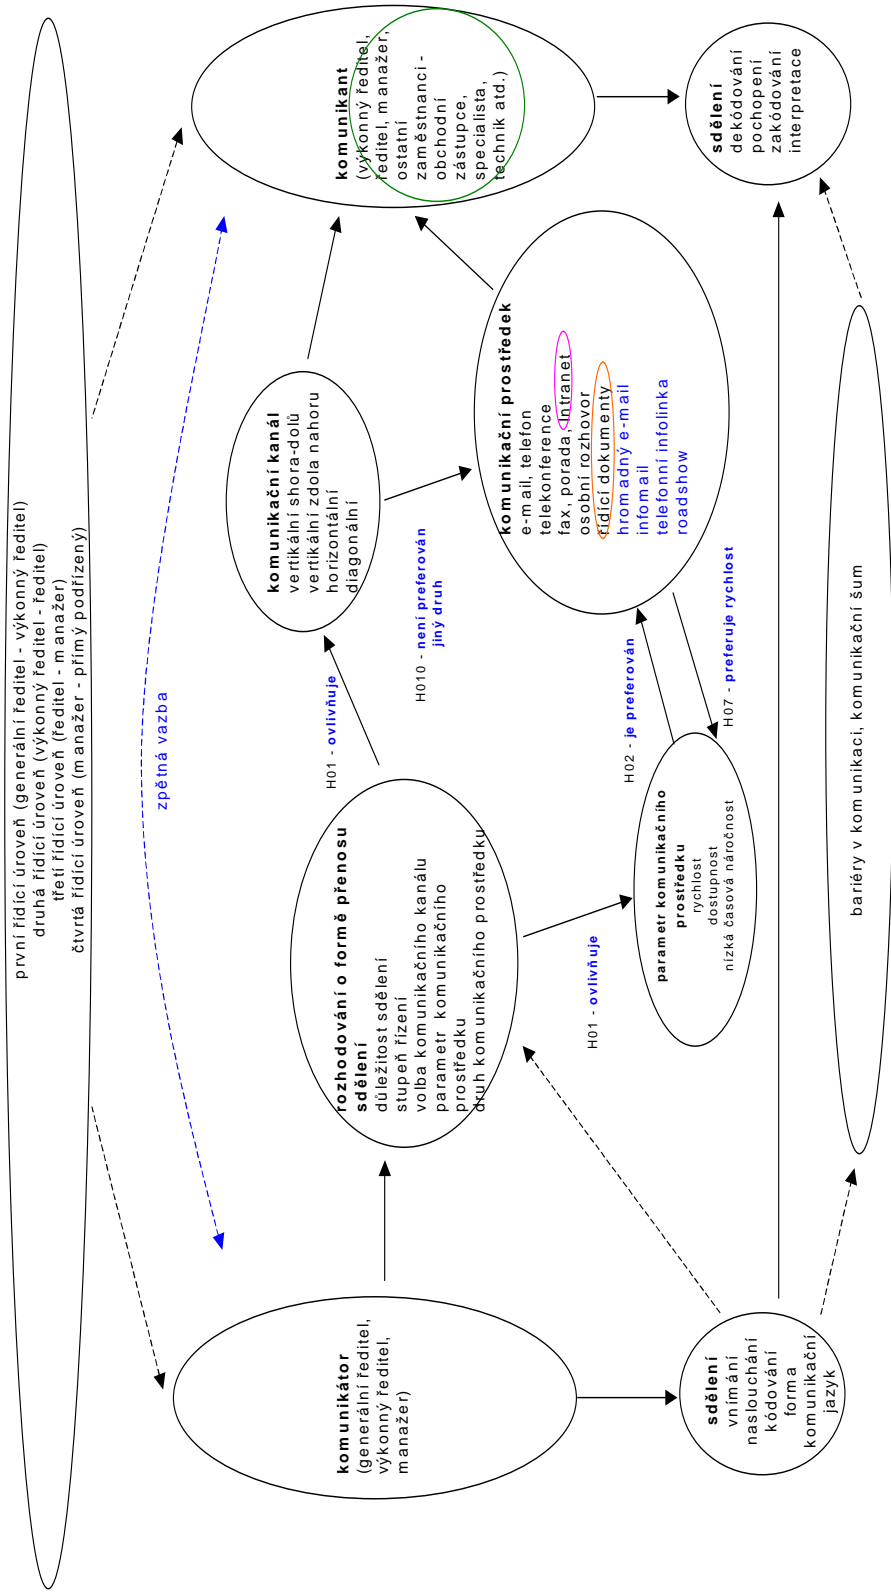 první řídící úroveň (generální ředitel - výkonný ředitel)
druhá řídící úroveň (výkonný ředitel - ředitel)
třetí řídící úroveň (ředitel - manažer)
čtvrtá řídící úroveň (manažer - přímý podřízený)
zpětná vazba
komunikátor
(generální ředitel,
výkonný ředitel,
manažer)
rozhodování o formě přenosu
sdělení
důležitost sdělení
stupeň řízení
volba komunikačního kanálu
parametr komunikačního
prostředku
druh komunikačního prostředku
H01 - ovlivňuje
komunikační kanál
vertikální shora-dolů
vertikální zdola nahoru
horizontální
diagonální
H010 - není preferován
jiný druh
komunikant
(výkonný ředitel,
ředitel, manažer,
ostatní
zaměstnanci -
obchodní
zástupce,
specialista,
technik atd.)
komunikační prostředek
e-mail, telefon
telekonference
fax, porada, Intranet
osobní rozhovor
řídící dokumenty
hromadný e-mail
infomail
telefonní infolinka
roadshow
H01 - ovlivňuje
H02 - je preferován
H07 - preferuje rychlost
parametr komunikačního
prostředku
rychlost
dostupnost
nízká časová náročnost
sdělení
vnímání
naslouchání
kódování
forma
komunikační
jazyk
sdělení
dekódování
pochopení
zakódování
interpretace
bariéry v komunikaci, komunikační šum